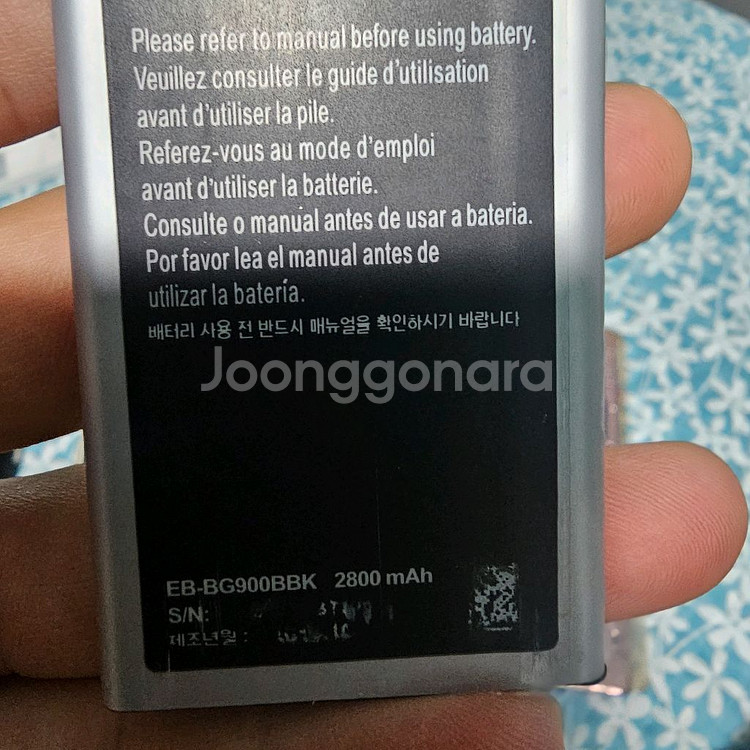 Please refer to manual before using battery.
Veuillez consulter le guide d'utilisation
avant d'utiliser la pile.
Referez-vous au mode d'emploi
avant d'utiliser la batterie.
Consulte o manual antes de usar a bateria.
Por favor lea el manual antes de
utilizar la batería.
배터리 사용 전 반드시 매뉴얼을 확인하시기 바랍니다
Joonggonara
EB-BG900BBK 2800 mAh
S/N:
제조년월 :